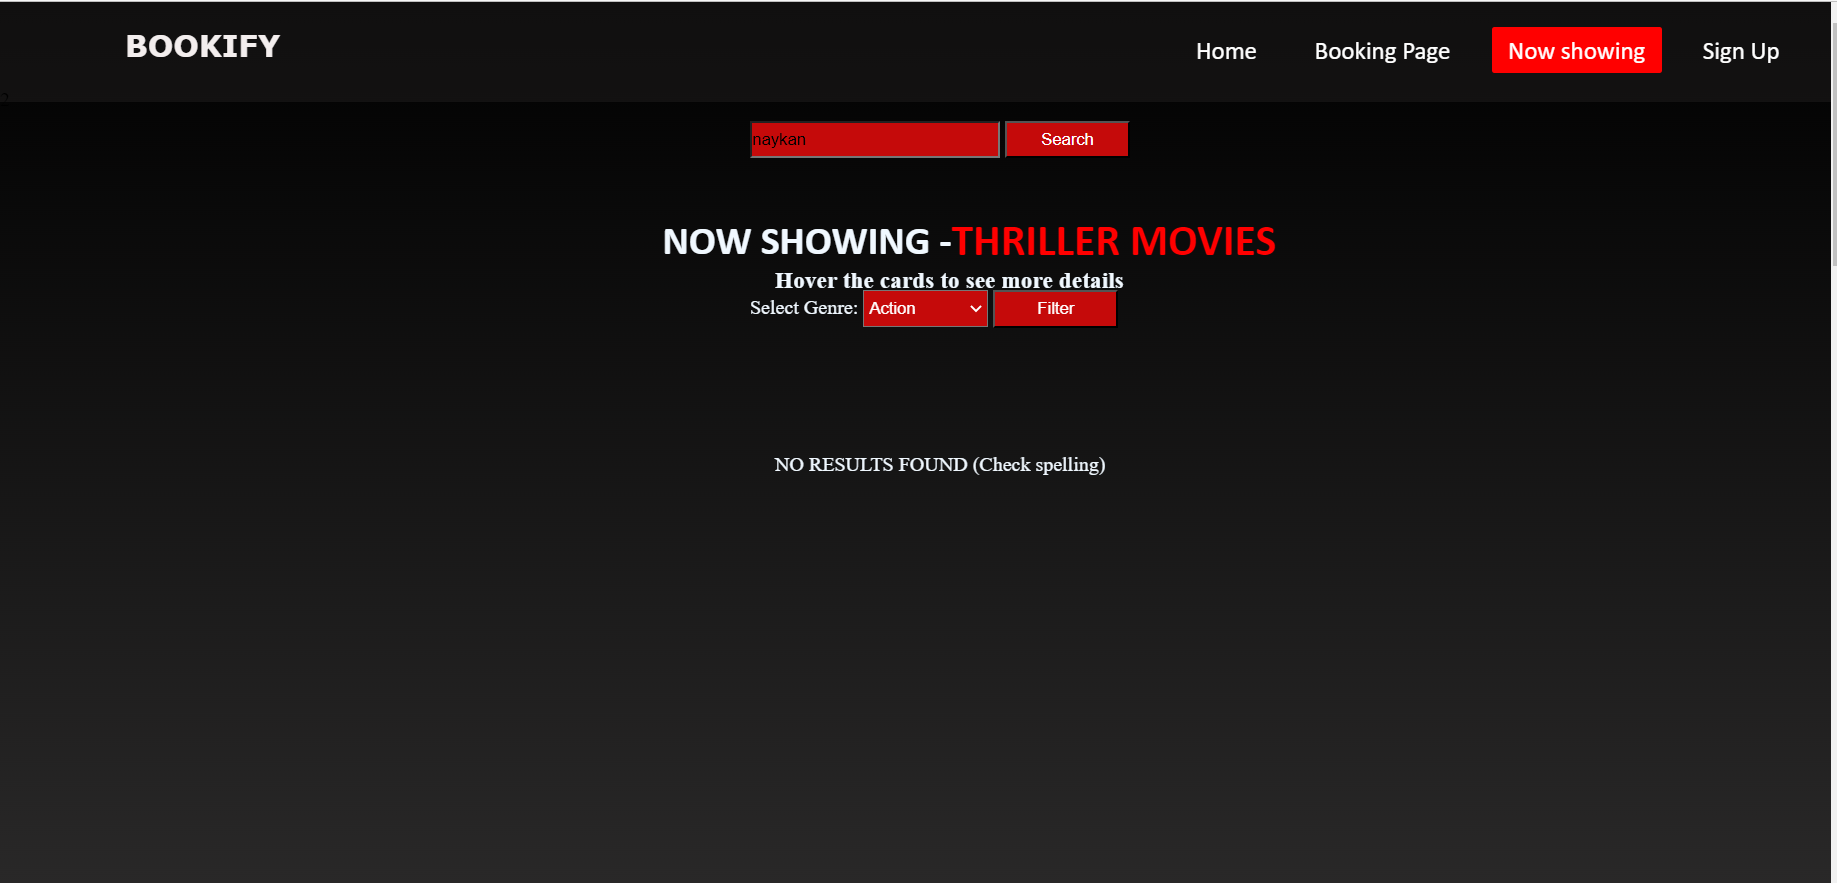 BOOKIFY
Home Booking Page Now showing Sign Up
2
naykan Search
NOW SHOWING -THRILLER MOVIES
Hover the cards to see more details
Select Genre: Action Filter
NO RESULTS FOUND (Check spelling)